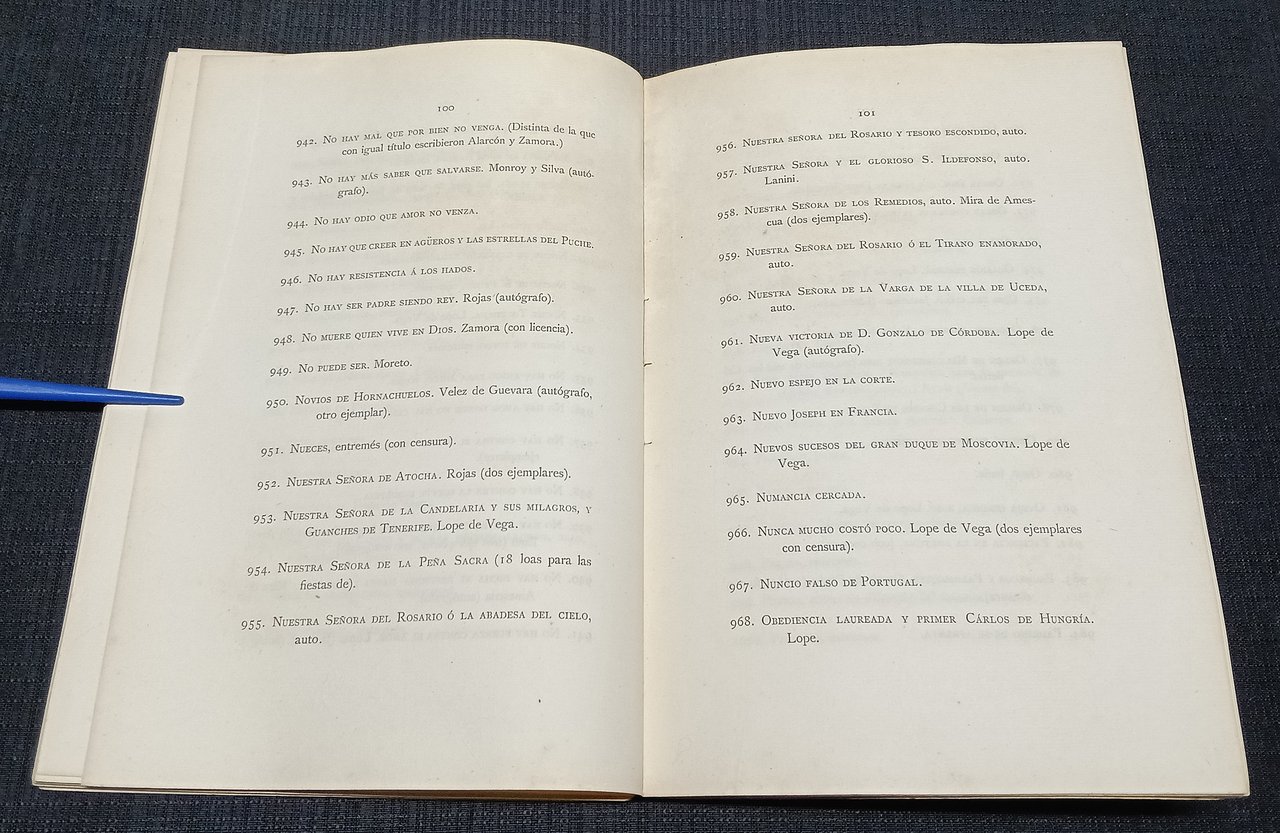 100
942. No hay mal que por bien no venga. (Distinta de la que
con igual título escribieron Alarcón y Zamora.)
943. No hay más saber que salvarse. Monroy y Silva (autó-
grafo).
944. No hay odio que amor no venza.
945. No hay que creer en agüeros y las estrellas del Puche.
946. No hay resistencia á los hados.
947. No hay ser padre siendo rey. Rojas (autógrafo).
948. No muere quien vive en Dios. Zamora (con licencia).
949. No puede ser. Moreto.
950. Novios de Hornachuelos. Velez de Guevara (autógrafo,
otro ejemplar).
951. Nueces, entremés (con censura).
952. Nuestra Señora de Atocha. Rojas (dos ejemplares).
953. Nuestra Señora de la Candelaria y sus milagros, y
Guanches de Tenerife. Lope de Vega.
954. Nuestra Señora de la Peña Sacra (18 loas para las
fiestas de).
955. Nuestra Señora del Rosario ó la abadesa del cielo,
auto.
101
956. Nuestra señora del Rosario y tesoro escondido, auto.
957. Nuestra Señora y el glorioso S. Ildefonso, auto.
Lanini.
958. Nuestra Señora de los Remedios, auto. Mira de Ames-
cua (dos ejemplares).
959. Nuestra Señora del Rosario ó el Tirano enamorado,
auto.
960. Nuestra Señora de la Varga de la villa de Uceda,
auto.
961. Nueva victoria de D. Gonzalo de Córdoba. Lope de
Vega (autógrafo).
962. Nuevo espejo en la corte.
963. Nuevo Joseph en Francia.
964. Nuevos sucesos del gran duque de Moscovia. Lope de
Vega.
965. Numancia cercada.
966. Nunca mucho costó poco. Lope de Vega (dos ejemplares
con censura).
967. Nuncio falso de Portugal.
968. Obediencia laureada y primer Cárlos de Hungría.
Lope.